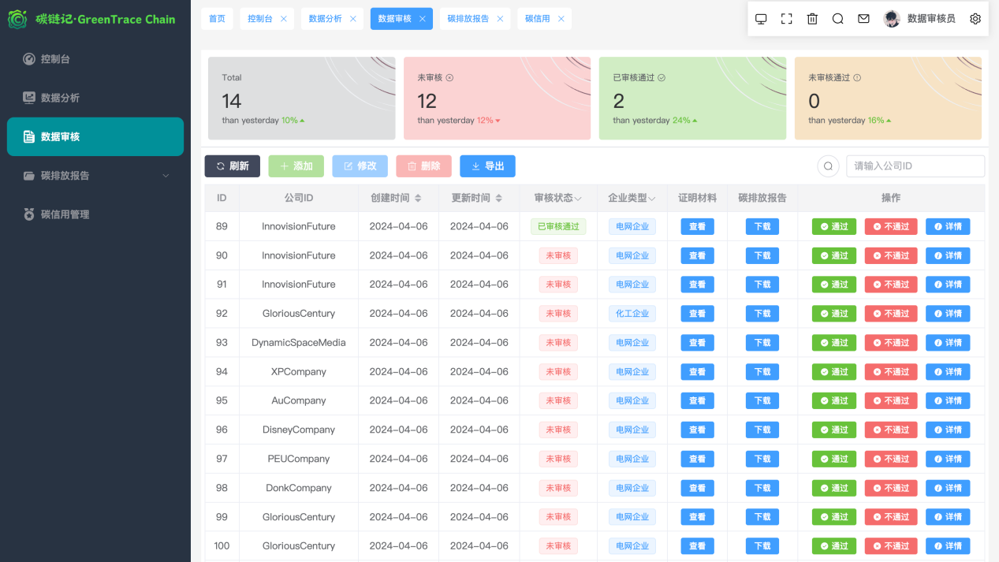 碳链记·GreenTrace Chain
控制台
数据分析
数据审核
碳排放报告
碳信用管理
首页 控制台 数据分析 数据审核 碳排放报告 碳信用
数据审核员
Total
14
than yesterday 10%
未审核
12
than yesterday 12%
已审核通过
2
than yesterday 24%
未审核通过
0
than yesterday 16%
刷新 添加 修改 删除 导出 请输入公司ID
ID 公司ID 创建时间 更新时间 审核状态 企业类型 证明材料 碳排放报告 操作
89 InnovisionFuture 2024-04-06 2024-04-06 已审核通过 电网企业 查看 下载 通过 不通过 详情
90 InnovisionFuture 2024-04-06 2024-04-06 未审核 电网企业 查看 下载 通过 不通过 详情
91 InnovisionFuture 2024-04-06 2024-04-06 未审核 电网企业 查看 下载 通过 不通过 详情
92 GloriousCentury 2024-04-06 2024-04-06 未审核 化工企业 查看 下载 通过 不通过 详情
93 DynamicSpaceMedia 2024-04-06 2024-04-06 未审核 电网企业 查看 下载 通过 不通过 详情
94 XPCompany 2024-04-06 2024-04-06 未审核 电网企业 查看 下载 通过 不通过 详情
95 AuCompany 2024-04-06 2024-04-06 未审核 电网企业 查看 下载 通过 不通过 详情
96 DisneyCompany 2024-04-06 2024-04-06 未审核 电网企业 查看 下载 通过 不通过 详情
97 PEUCompany 2024-04-06 2024-04-06 未审核 电网企业 查看 下载 通过 不通过 详情
98 DonkCompany 2024-04-06 2024-04-06 未审核 电网企业 查看 下载 通过 不通过 详情
99 GloriousCentury 2024-04-06 2024-04-06 未审核 电网企业 查看 下载 通过 不通过 详情
100 GloriousCentury 2024-04-06 2024-04-06 未审核 电网企业 查看 下载 通过 不通过 详情